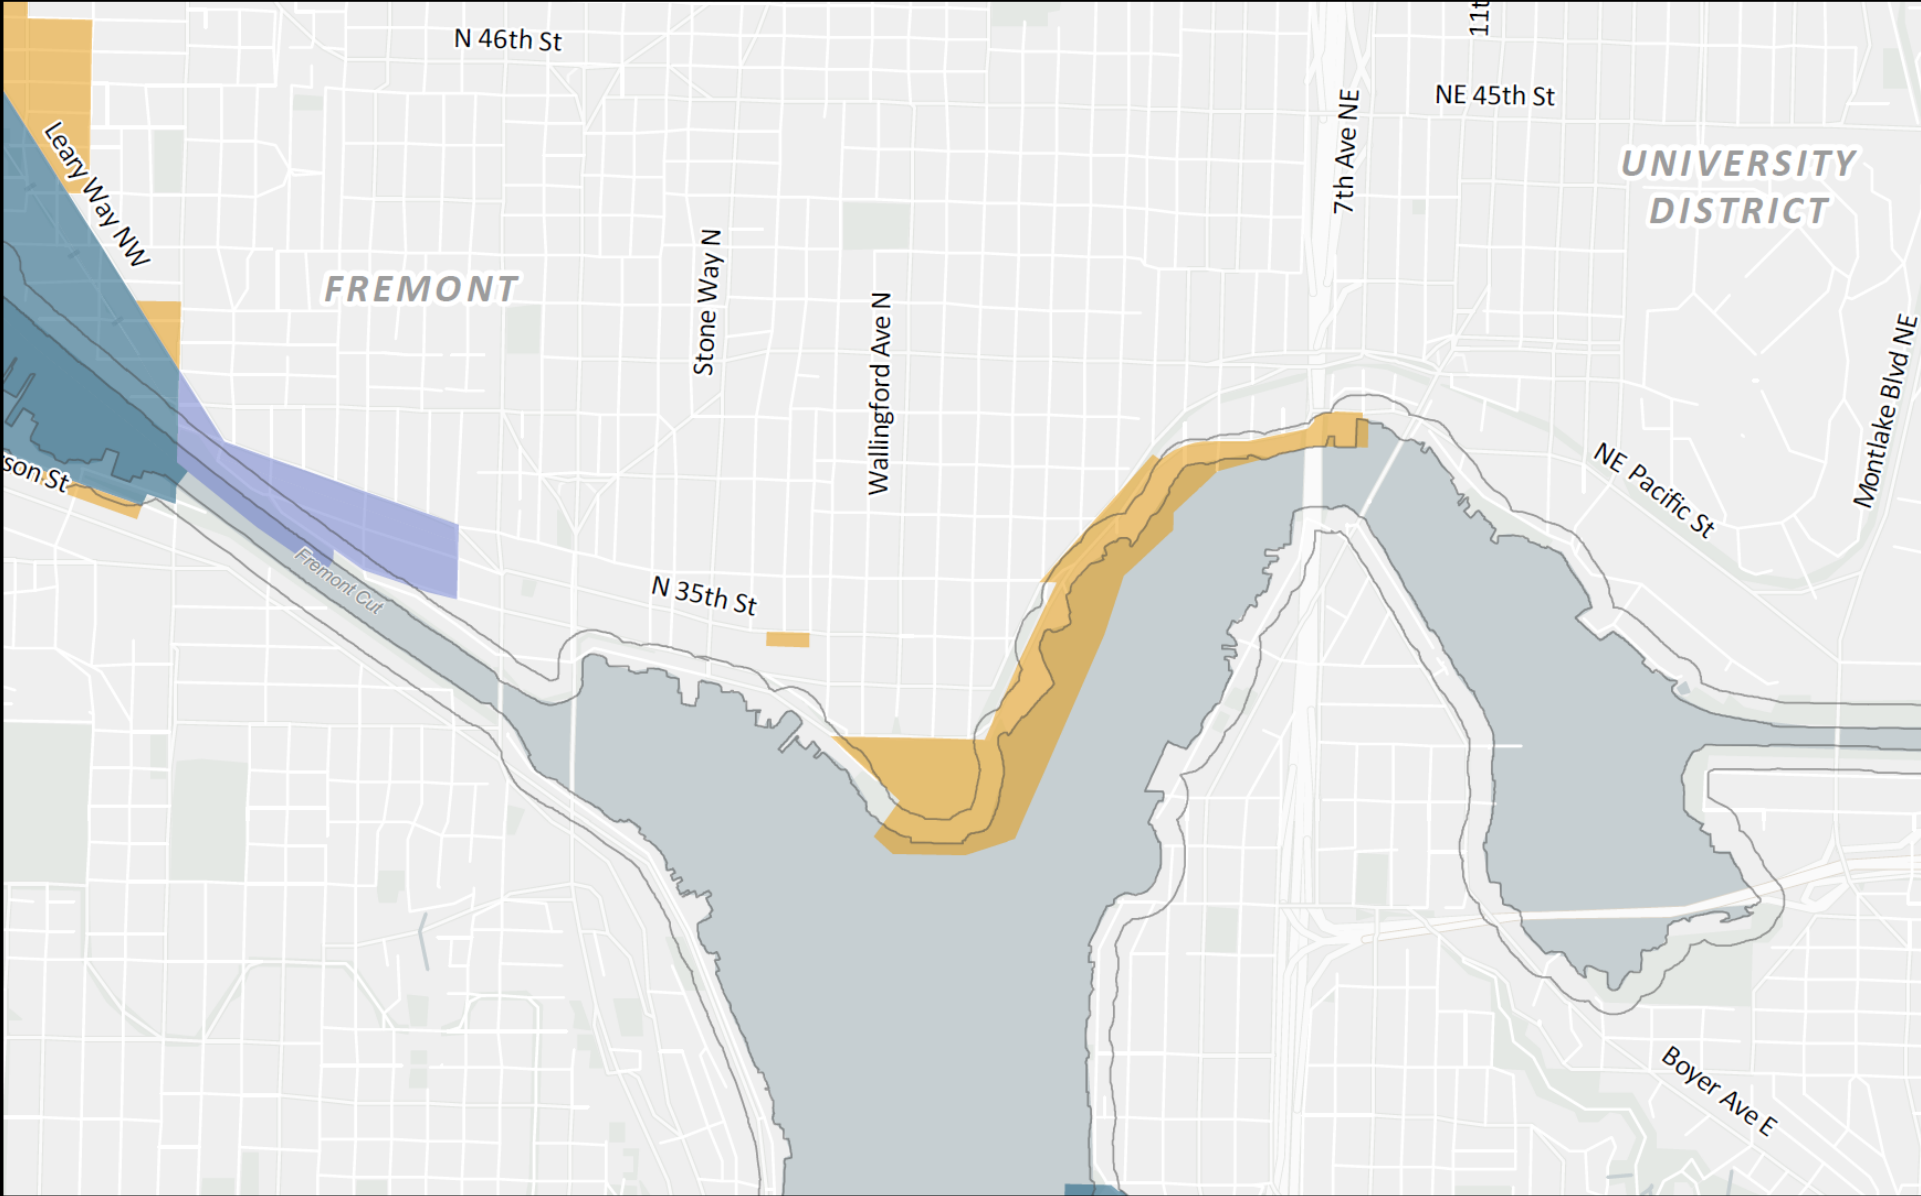 N 46th St
11t
NE 45th St
7th Ave NE
Leary Way NW
UNIVERSITY
DISTRICT
FREMONT
Stone Way N
Wallingford Ave N
Montlake Blvd NE
NE Pacific St
son St
Fremont Cut
N 35th St
Boyer Ave E